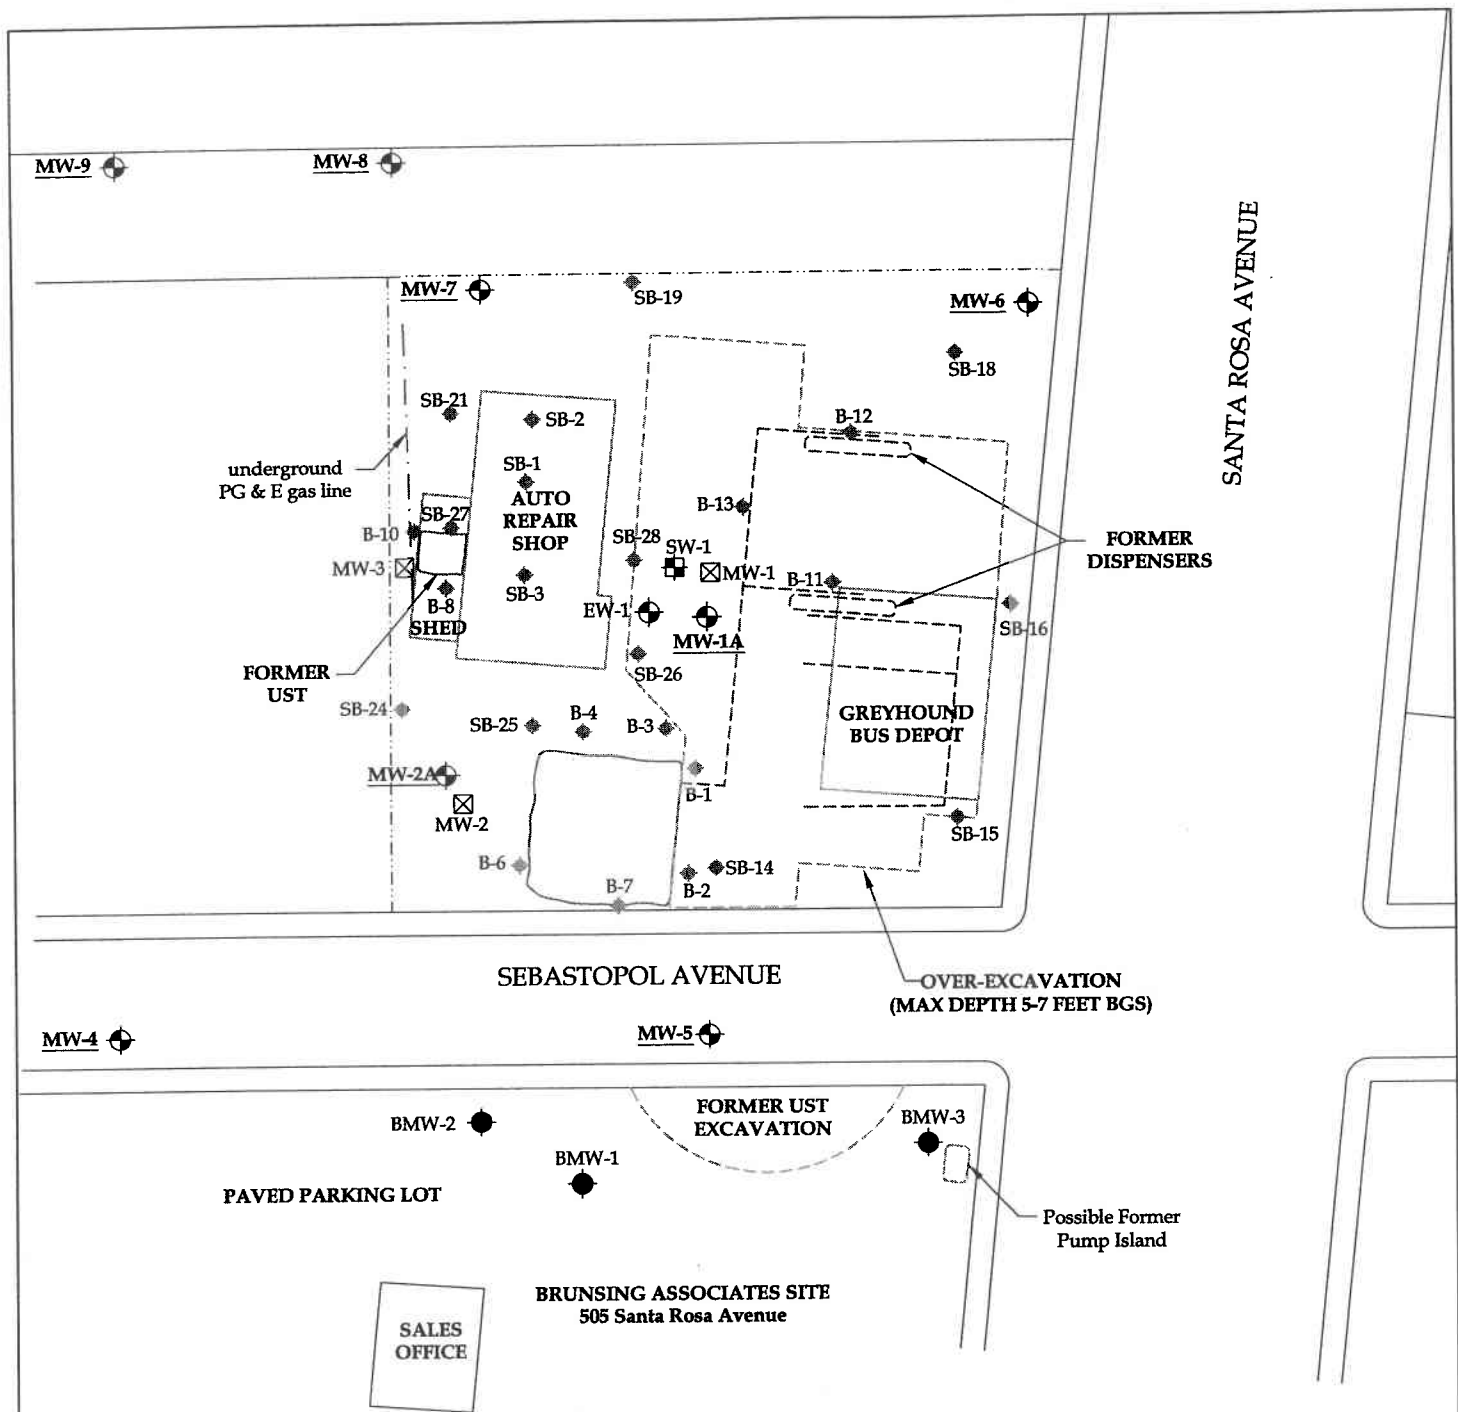 MW-9
MW-8
SANTA ROSA AVENUE
MW-7
SB-19
MW-6
SB-18
SB-21
SB-2
B-12
underground
PG & E gas line
SB-1
AUTO
REPAIR
SHOP
B-13
SB-27
B-10
SB-28
SW-1
FORMER
DISPENSERS
MW-3
MW-1
B-11
SB-3
B-8
SHED
EW-1
MW-1A
SB-16
FORMER
UST
SB-26
SB-24
SB-25
B-4
B-3
GREYHOUND
BUS DEPOT
MW-2A
B-1
MW-2
SB-15
B-6
B-7
B-2
SB-14
SEBASTOPOL AVENUE
OVER-EXCAVATION
(MAX DEPTH 5-7 FEET BGS)
MW-4
MW-5
FORMER UST
EXCAVATION
BMW-2
BMW-3
BMW-1
PAVED PARKING LOT
Possible Former
Pump Island
BRUNSING ASSOCIATES SITE
505 Santa Rosa Avenue
SALES
OFFICE